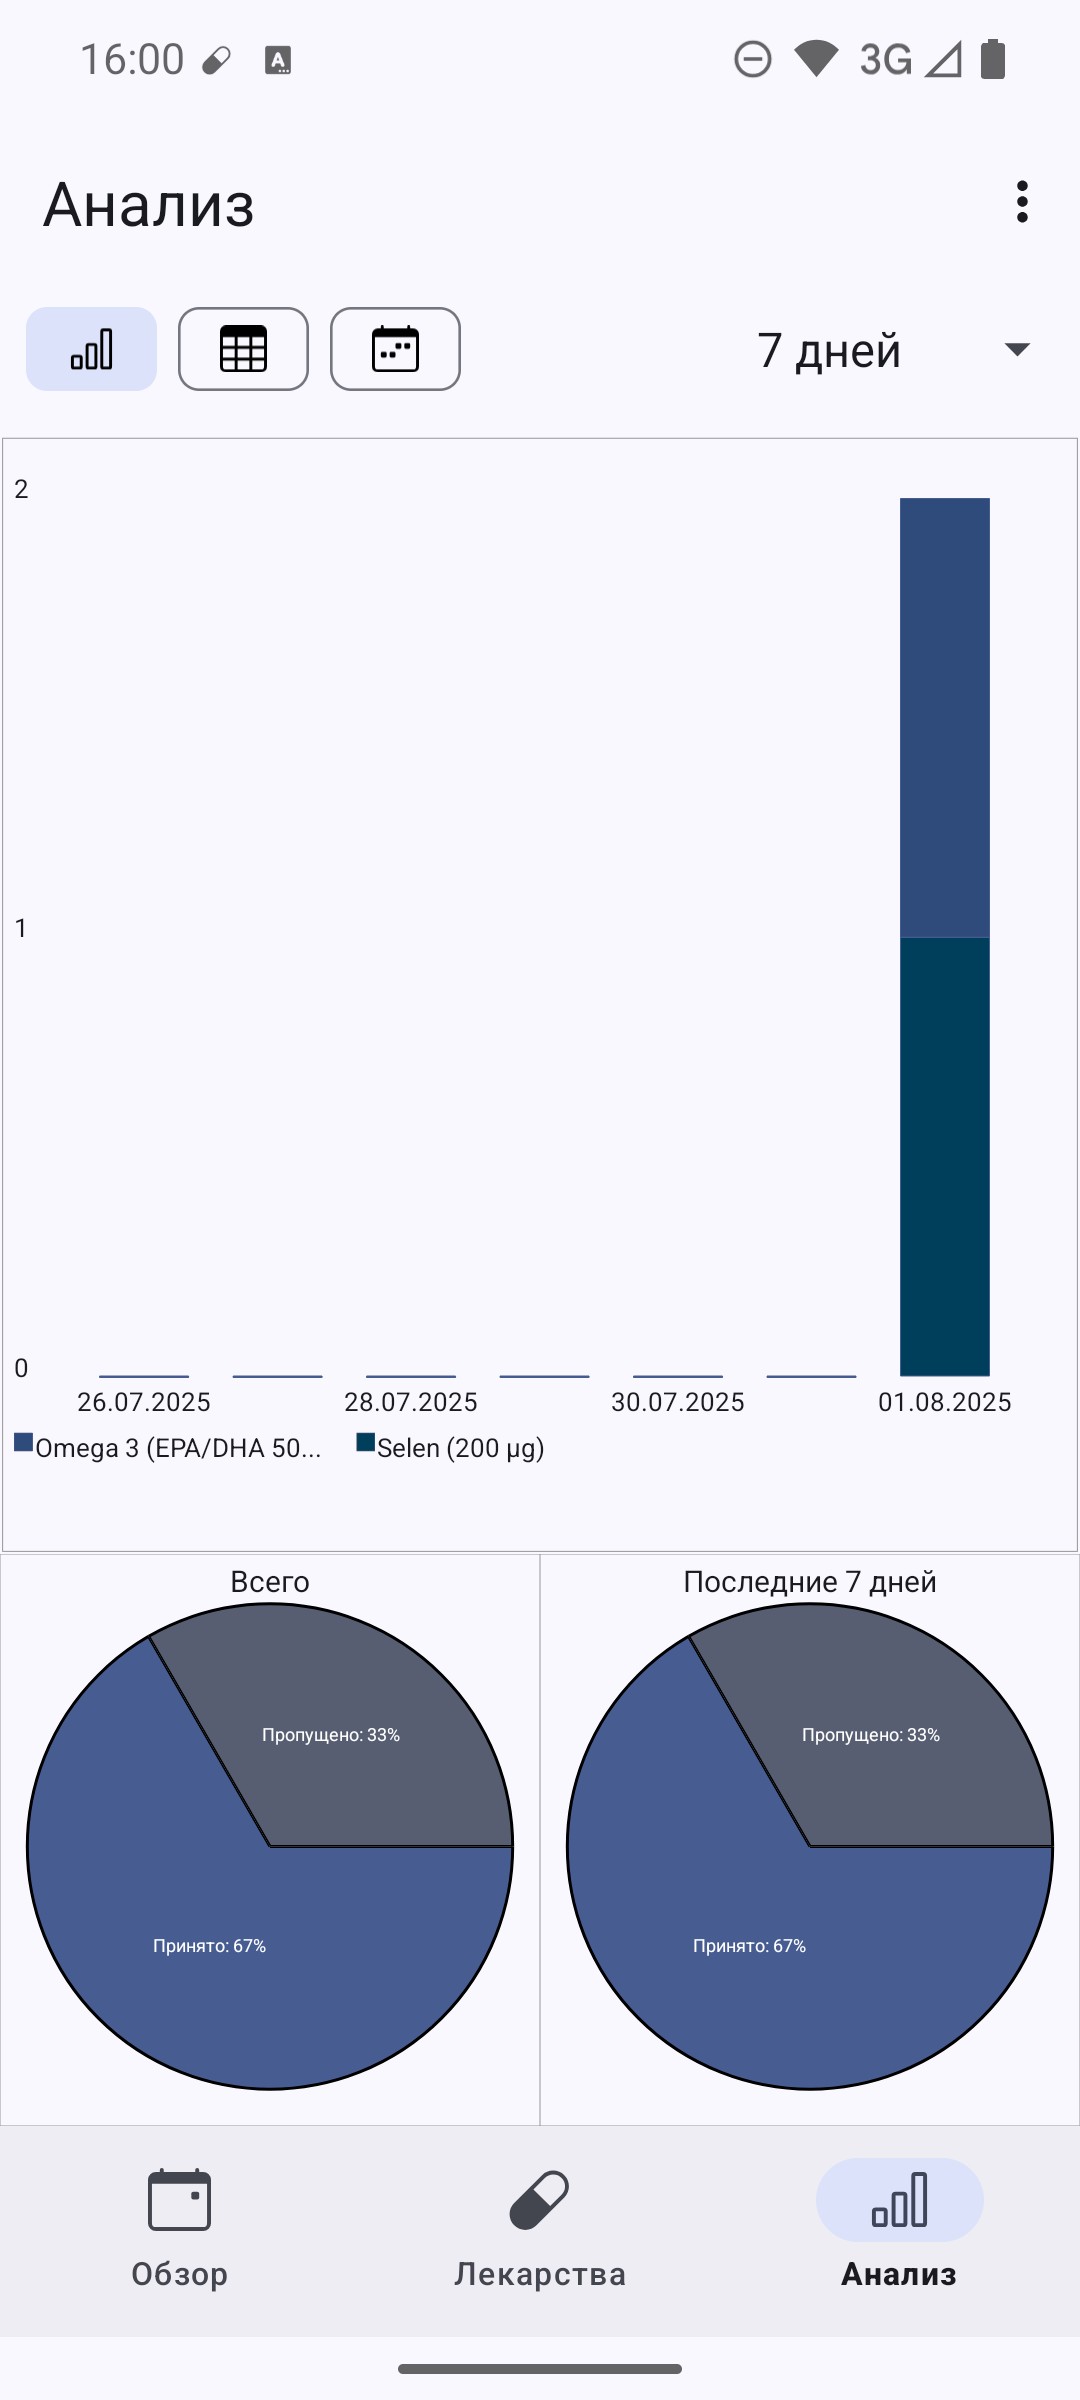 16:00 3G
Анализ
7 дней
2
1
0
26.07.2025 28.07.2025 30.07.2025 01.08.2025
Omega 3 (EPA/DHA 50... Selen (200 µg)
Всего
Пропущено: 33%
Принято: 67%
Последние 7 дней
Пропущено: 33%
Принято: 67%
Обзор Лекарства Анализ